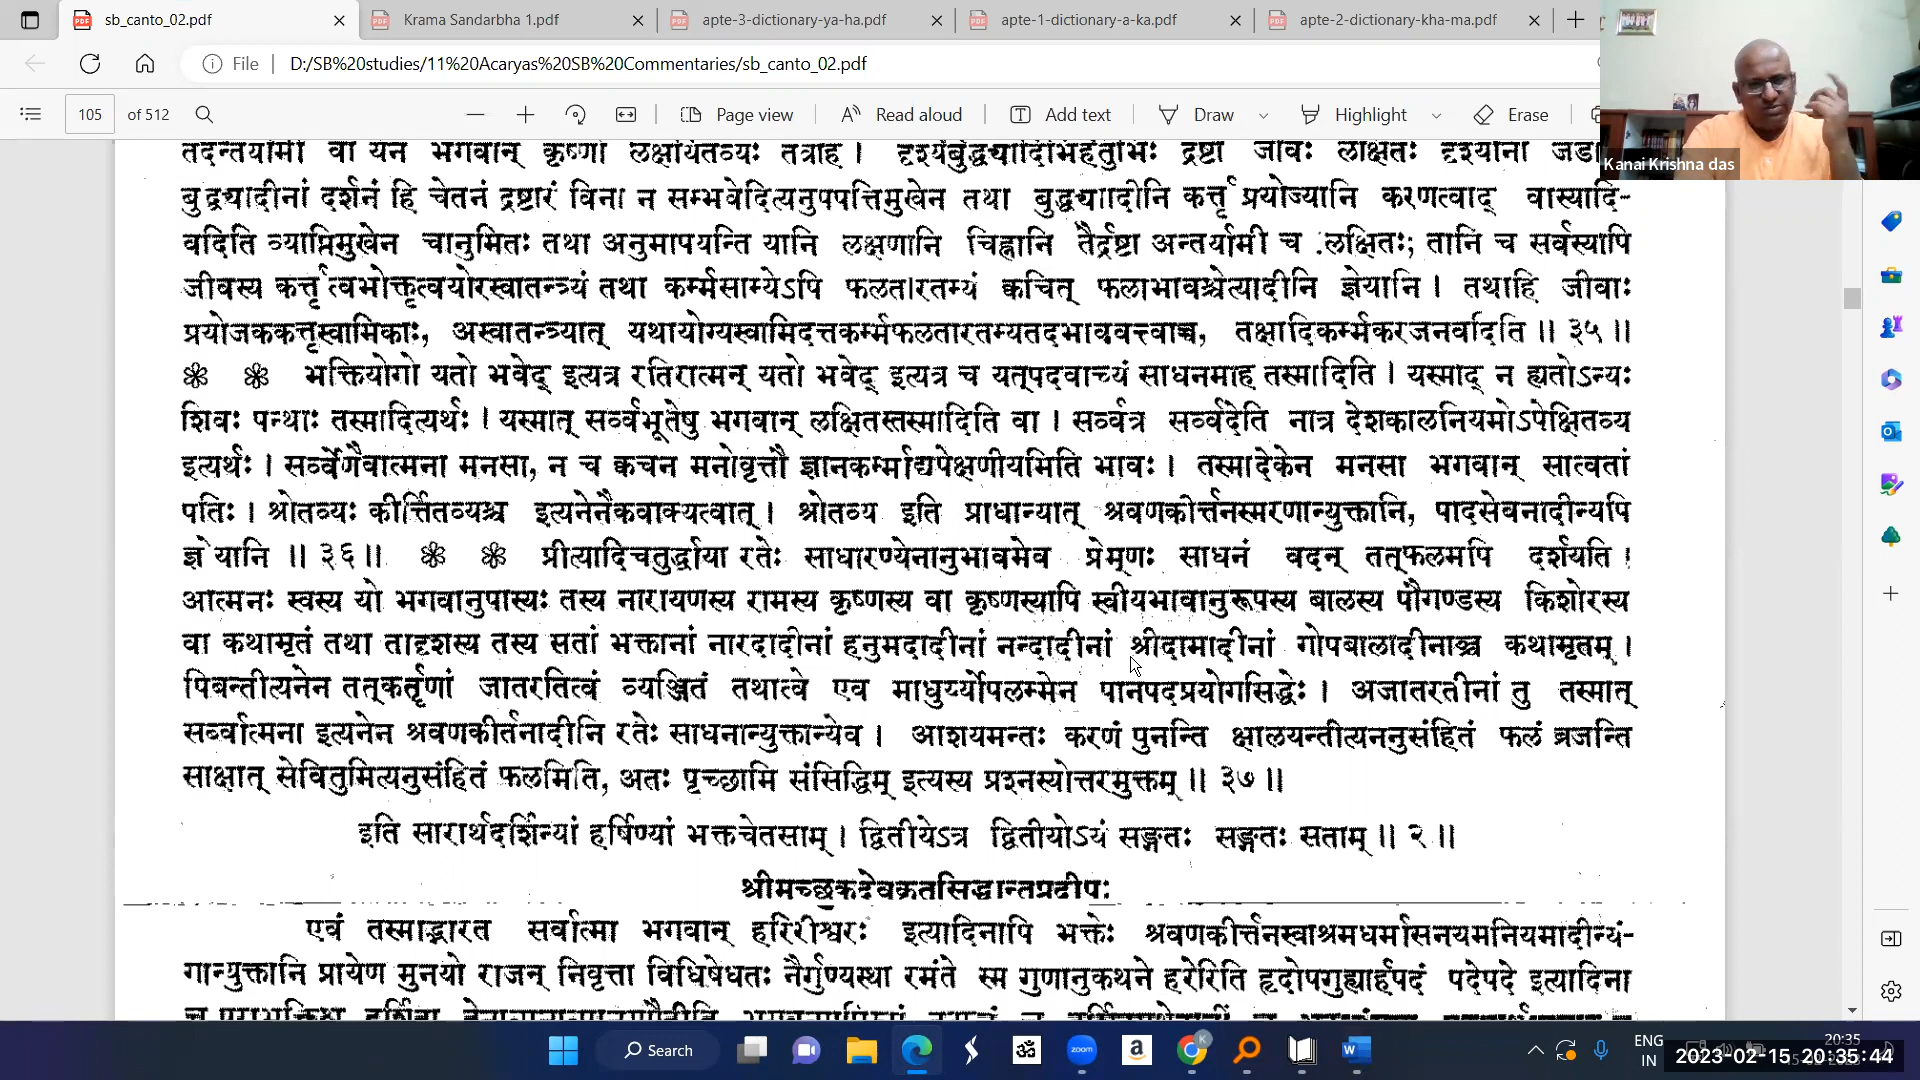 sb_canto_02.pdf
Krama Sandarbha 1.pdf
apte-3-dictionary-ya-ha.pdf
apte-1-dictionary-a-ka.pdf
apte-2-dictionary-kha-ma.pdf
File
D:/SB%20studies/11%20Acaryas%20SB%20Commentaries/sb_canto_02.pdf
105 of 512
Page view
Read aloud
Add text
Draw
Highlight
Erase
Kanai Krishna das
तदन्तर्यामी वा येन भगवान् कृष्णो लक्षयितव्यः तत्राह । दृश्यैर्बुद्ध्यादिभिर्हेतुभिः द्रष्टा जीवः लक्षितः दृश्यानां
बुद्ध्यादीनां दर्शनं हि चेतनं द्रष्टारं विना न सम्भवेदित्यनुपपत्तिमुखेन तथा बुद्ध्यादीनि कर्त्तृप्रयोज्यानि करणत्वाद् वास्यादि-
वदिति व्याप्तिमुखेन चानुमितः तथा अनुमापयन्ति यानि लक्षणानि चिह्नानि तैर्द्रष्टा अन्तर्यामी च लक्षितः; तानि च सर्वस्यापि
जीवस्य कर्त्तृत्वभोक्तृत्वयोरस्वातन्त्र्यं तथा कर्म्मसाम्येऽपि फलतारतम्यं क्वचित् फलाभावश्चेत्यादीनि ज्ञेयानि । तथाहि जीवाः
प्रयोजककर्त्तृस्वामिकाः, अस्वातन्त्र्यात् यथायोग्यस्वामिदत्तकर्म्मफलतारतम्यतदभाववत्त्वाच्च, तक्षादिकर्म्मकरजनवदिति ॥ ३५ ॥
भक्तियोगो यतो भवेद् इत्यत्र रतिरात्मन् यतो भवेद् इत्यत्र च यत्पदवाच्यं साधनमाह तस्मादिति । यस्माद् न ह्यतोऽन्यः
शिवः पन्थाः तस्मादित्यर्थः । यस्मात् सर्व्वभूतेषु भगवान् लक्षितस्तस्मादिति वा । सर्व्वत्र सर्व्वदेति नात्र देशकालनियमोऽपेक्षितव्य
इत्यर्थः । सर्व्वेणैवात्मना मनसा, न च क्वचन मनोवृत्तौ ज्ञानकर्म्माद्यपेक्षणीयमिति भावः । तस्मादेकेन मनसा भगवान् सात्वतां
पतिः । श्रोतव्यः कीर्त्तितव्यश्च इत्यनेनैकवाक्यत्वात् । श्रोतव्य इति प्राधान्यात् श्रवणकीर्त्तनस्मरणान्युक्तानि, पादसेवनादीन्यपि
ज्ञेयानि ॥ ३६ ॥ प्रीत्यादिचतुर्द्धाया रतेः साधारण्येनानुभावमेव प्रेम्णः साधनं वदन् तत्फलमपि दर्शयति ।
आत्मनः स्वस्य यो भगवानुपास्यः तस्य नारायणस्य रामस्य कृष्णस्य वा कृष्णस्यापि स्वीयभावानुरूपस्य बालस्य पौगण्डस्य किशोरस्य
वा कथामृतं तथा तादृशस्य तस्य सतां भक्तानां नारदादीनां हनुमदादीनां नन्दादीनां श्रीदामादीनां गोपबालादीनाञ्च कथामृतम् ।
पिबन्तीत्यनेन तत्कर्तॄणां जातरतित्वं व्यञ्जितं तथात्वे एव माधुर्य्योपलम्भेन पानपदप्रयोगसिद्धेः । अजातरतीनां तु तस्मात्
सर्व्वात्मना इत्यनेन श्रवणकीर्तनादीनि रतेः साधनान्युक्तान्येव । आशयमन्तः करणं पुनन्ति क्षालयन्तीत्यननुसंहितं फलं व्रजन्ति
साक्षात् सेवितुमित्यनुसंहितं फलमिति, अतः पृच्छामि संसिद्धिम् इत्यस्य प्रश्नस्योत्तरमुक्तम् ॥ ३७ ॥
इति सारार्थदर्शिन्यां हर्षिण्यां भक्तचेतसाम् । द्वितीयेऽत्र द्वितीयोऽयं सङ्गतः सङ्गतः सताम् ॥ २ ॥
श्रीमच्छुकदेवकृतसिद्धान्तप्रदीपः
एवं तस्माद्भारत सर्वात्मा भगवान् हरिरीश्वरः इत्यादिनापि भक्तेः श्रवणकीर्त्तनस्वाश्रमधर्मासनयमनियमादीन्यं-
गान्युक्तानि प्रायेण मुनयो राजन् निवृत्ता विधिषेधतः नैर्गुण्यस्था रमंते स्म गुणानुकथने हरेरिति हृदोपगुह्यार्हपदं पदेपदे इत्यादिना
Search
ENG
IN
20:35
2023-02-15 20:35:44